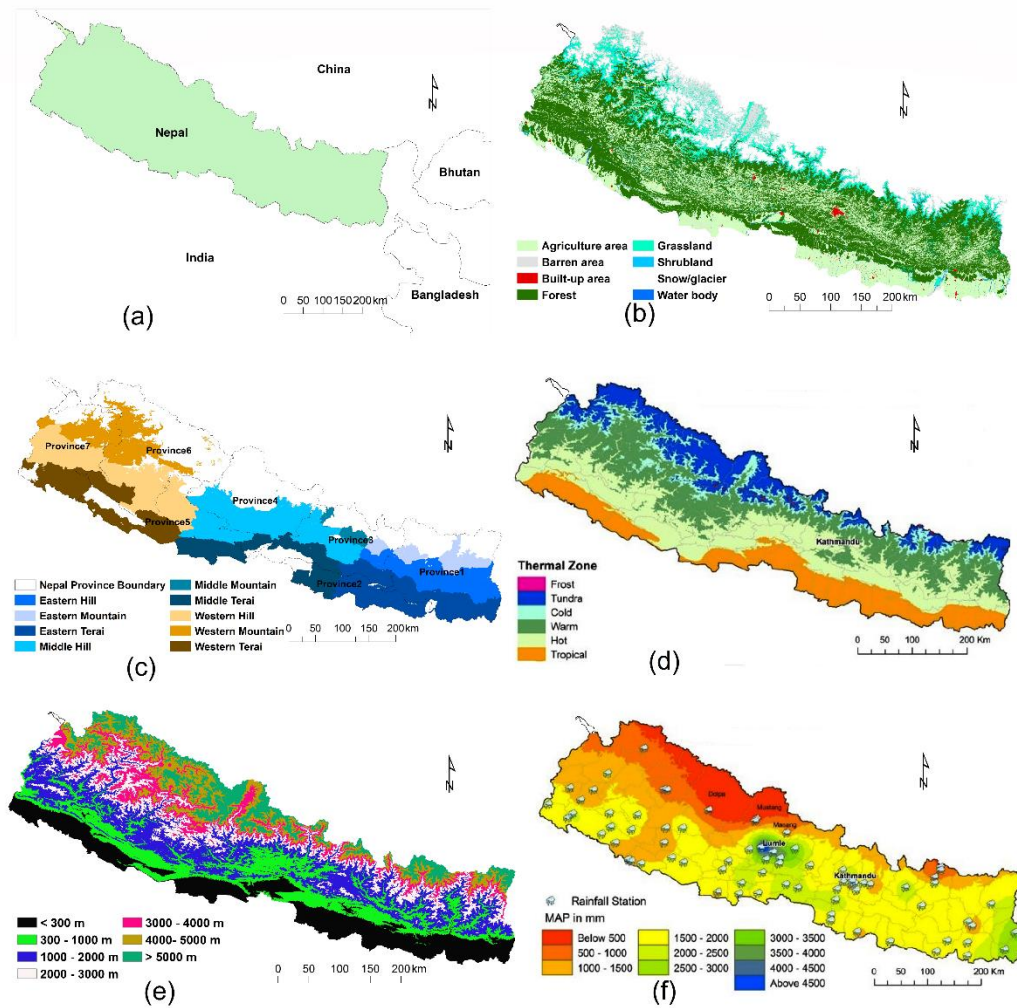 China
N
Nepal
Bhutan
India
Bangladesh
0 50 100150 200 km
(a)
N
Agriculture area
Barren area
Built-up area
Forest
Grassland
Shrubland
Snow/glacier
Water body
0 50 100 200 km
(b)
N
Province7
Province6
Province5
Province4
Province3
Province1
Province2
Nepal Province Boundary
Eastern Hill
Eastern Mountain
Eastern Terai
Middle Hill
Middle Mountain
Middle Terai
Western Hill
Western Mountain
Western Terai
0 50 100 150 200 km
(c)
N
Kathmandu
Thermal Zone
Frost
Tundra
Cold
Warm
Hot
Tropical
0 50 100 200 Km
(d)
N
< 300 m
300 - 1000 m
1000 - 2000 m
2000 - 3000 m
3000 - 4000 m
4000- 5000 m
> 5000 m
0 50 100 200 km
(e)
N
Dolpa
Mustang
Manang
Lumle
Kathmandu
Rainfall Station
MAP in mm
Below 500
500 - 1000
1000 - 1500
1500 - 2000
2000 - 2500
2500 - 3000
3000 - 3500
3500 - 4000
4000 - 4500
Above 4500
0 50 100 200 Km
(f)